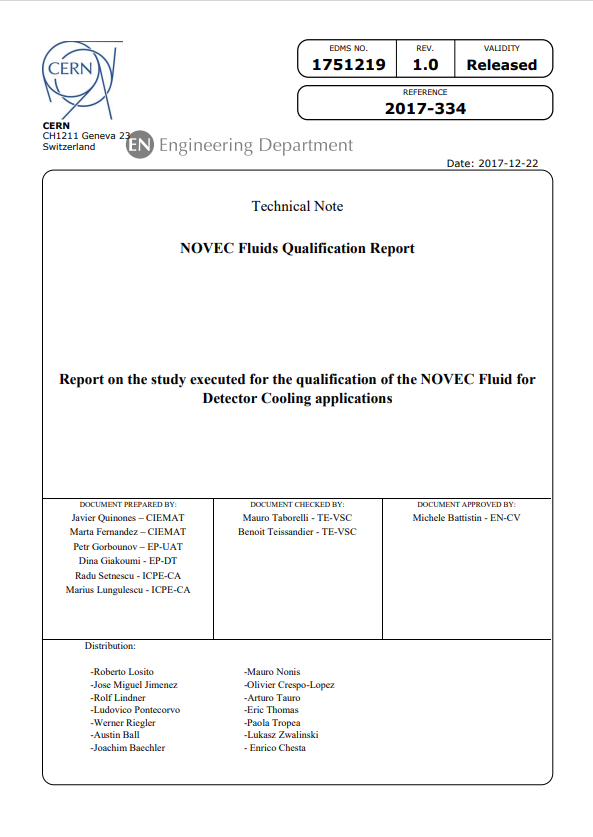 CERN
EDMS NO.
1751219
REV.
1.0
VALIDITY
Released
REFERENCE
2017-334
CERN
CH1211 Geneva 23
Switzerland
EN Engineering Department
Date: 2017-12-22
Technical Note
NOVEC Fluids Qualification Report
Report on the study executed for the qualification of the NOVEC Fluid for
Detector Cooling applications
DOCUMENT PREPARED BY:
Javier Quinones – CIEMAT
Marta Fernandez – CIEMAT
Petr Gorbounov – EP-UAT
Dina Giakoumi - EP-DT
Radu Setnescu - ICPE-CA
Marius Lungulescu - ICPE-CA
DOCUMENT CHECKED BY:
Mauro Taborelli - TE-VSC
Benoit Teissandier - TE-VSC
DOCUMENT APPROVED BY:
Michele Battistin - EN-CV
Distribution:
-Roberto Losito
-Jose Miguel Jimenez
-Rolf Lindner
-Ludovico Pontecorvo
-Werner Riegler
-Austin Ball
-Joachim Baechler
-Mauro Nonis
-Olivier Crespo-Lopez
-Arturo Tauro
-Eric Thomas
-Paola Tropea
-Lukasz Zwalinski
- Enrico Chesta